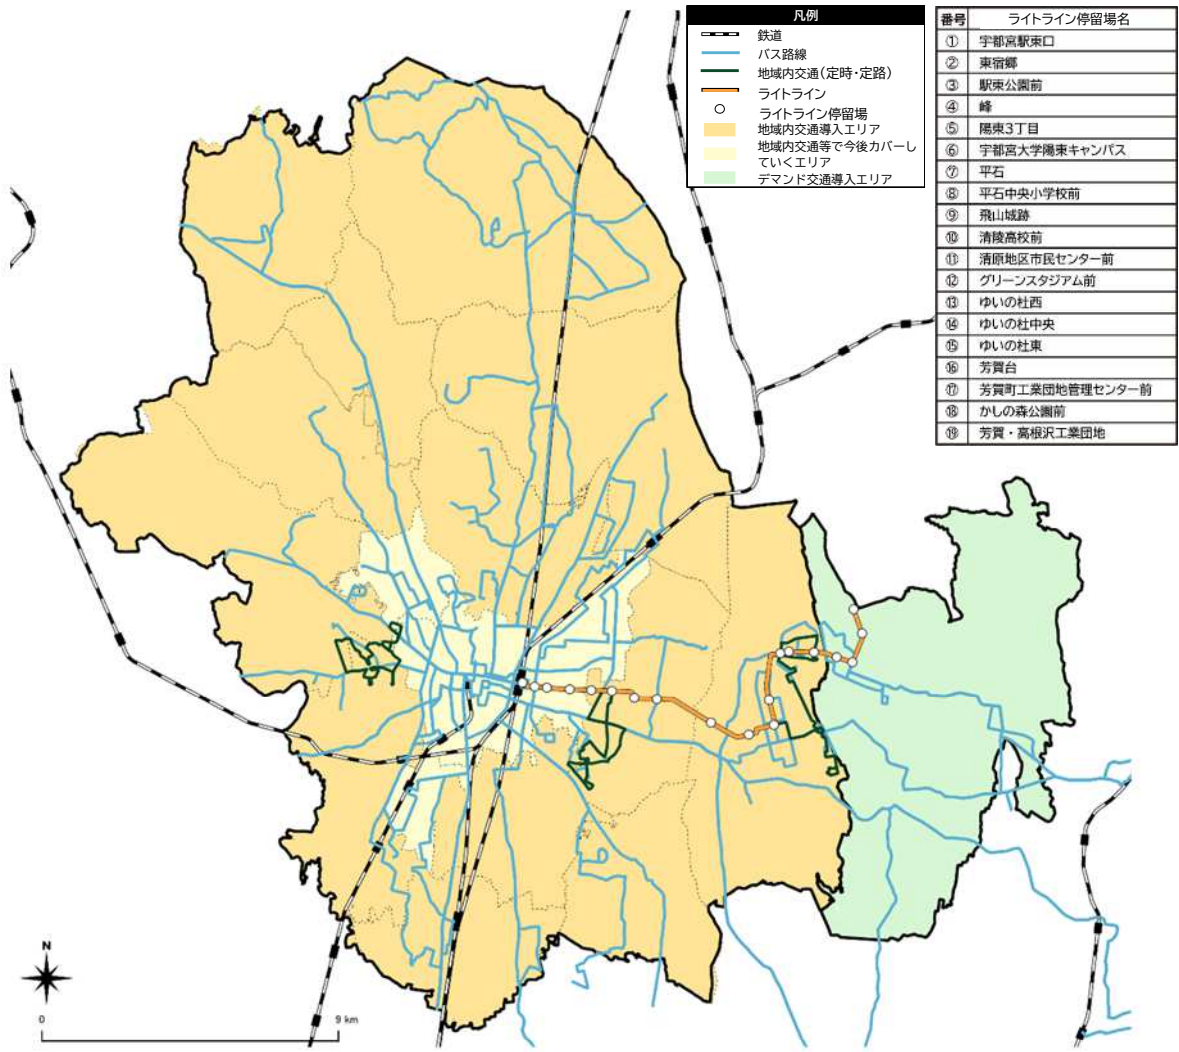 凡例
鉄道
バス路線
地域内交通(定時・定路)
ライトライン
ライトライン停留場
地域内交通導入エリア
地域内交通等で今後カバーし
ていくエリア
デマンド交通導入エリア
番号 ライトライン停留場名
① 宇都宮駅東口
② 東宿郷
③ 駅東公園前
④ 峰
⑤ 陽東3丁目
⑥ 宇都宮大学陽東キャンパス
⑦ 平石
⑧ 平石中央小学校前
⑨ 飛山城跡
⑩ 清陵高校前
⑪ 清原地区市民センター前
⑫ グリーンスタジアム前
⑬ ゆいの杜西
⑭ ゆいの杜中央
⑮ ゆいの杜東
⑯ 芳賀台
⑰ 芳賀町工業団地管理センター前
⑱ かしの森公園前
⑲ 芳賀・高根沢工業団地
N
0 9 km